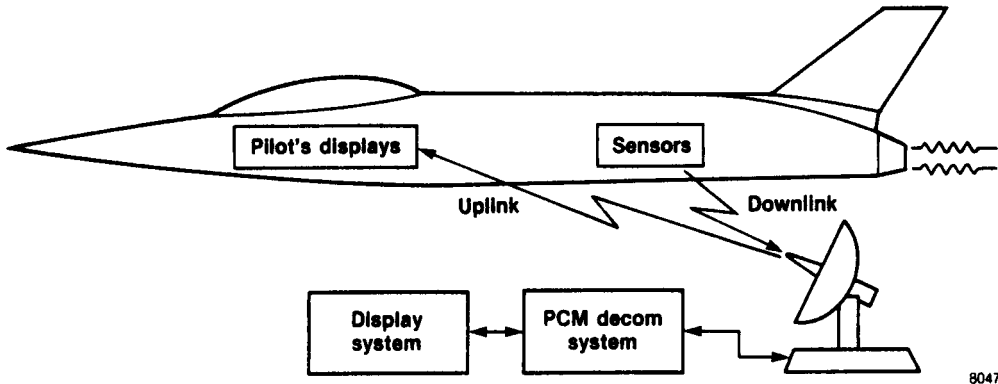 Pilot's displays
Sensors
Uplink
Downlink
Display
system
PCM decom
system
8047